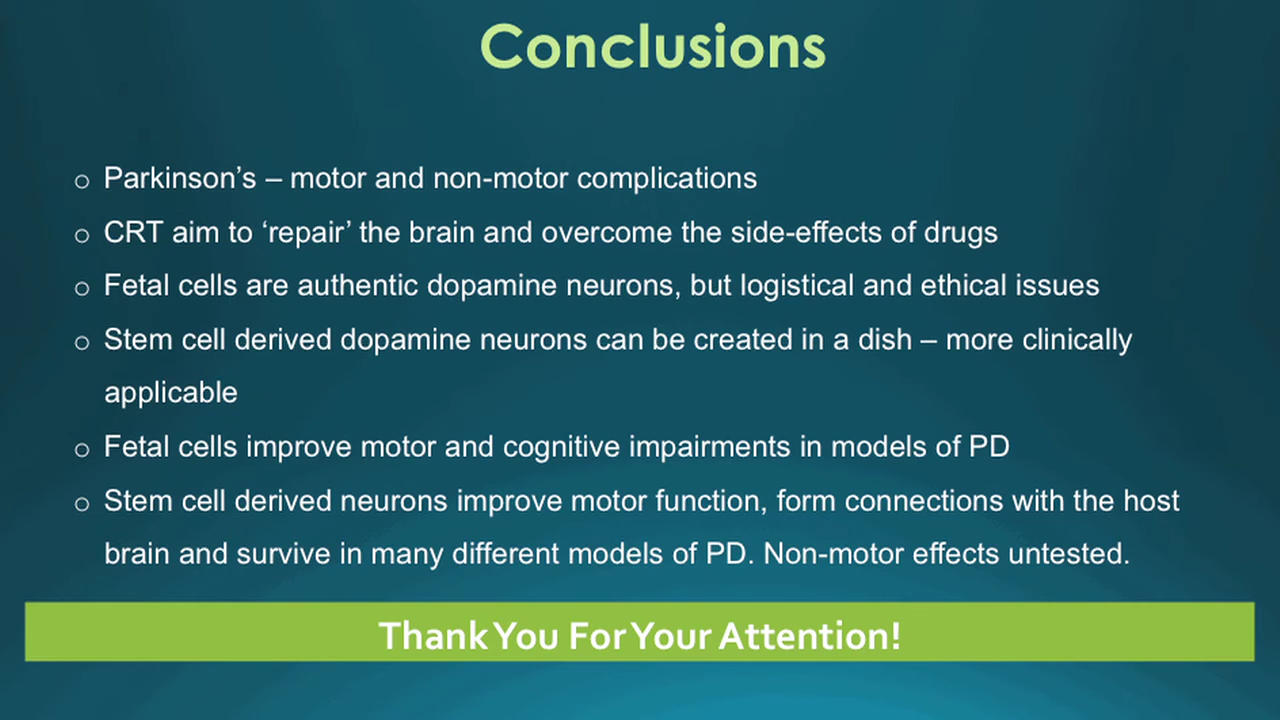 Conclusions
o Parkinson’s – motor and non-motor complications
o CRT aim to ‘repair’ the brain and overcome the side-effects of drugs
o Fetal cells are authentic dopamine neurons, but logistical and ethical issues
o Stem cell derived dopamine neurons can be created in a dish – more clinically
applicable
o Fetal cells improve motor and cognitive impairments in models of PD
o Stem cell derived neurons improve motor function, form connections with the host
brain and survive in many different models of PD. Non-motor effects untested.
Thank You For Your Attention!